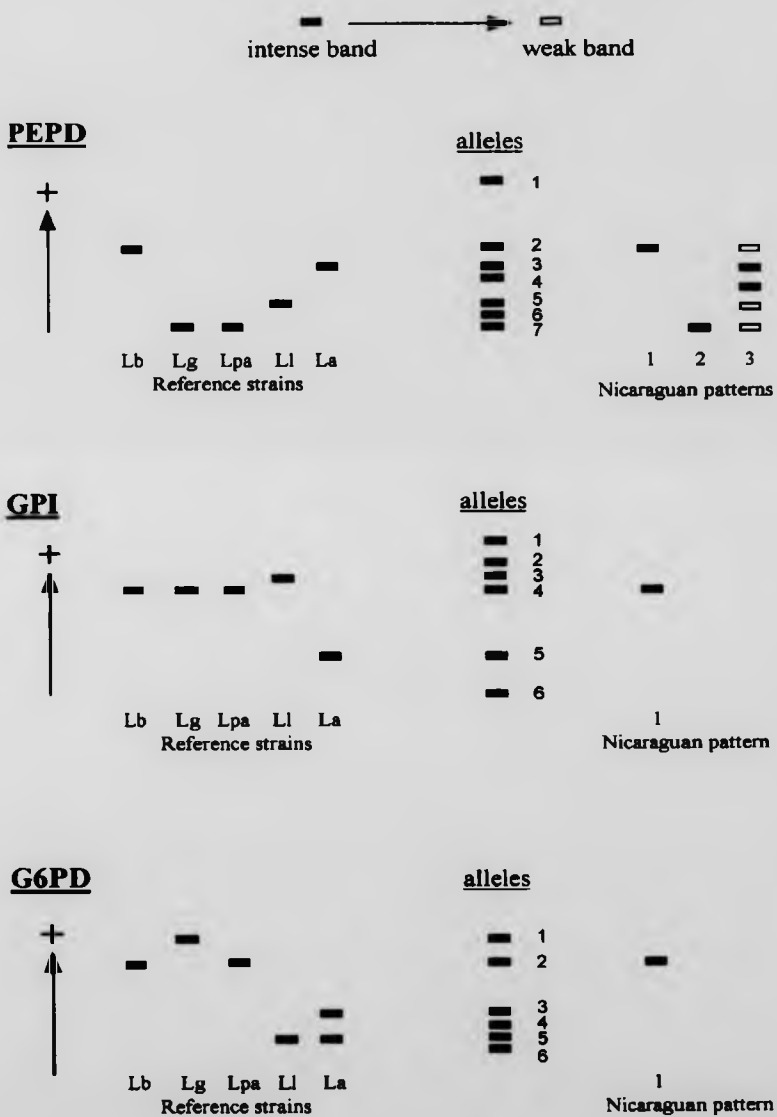 intense band weak band
PEPD
alleles
+
1
2
3
4
5
6
7
Lb Lg Lpa Ll La
Reference strains
1 2 3
Nicaraguan patterns
GPI
alleles
+
1
2
3
4
5
6
Lb Lg Lpa Ll La
Reference strains
1
Nicaraguan pattern
G6PD
alleles
+
1
2
3
4
5
6
Lb Lg Lpa Ll La
Reference strains
1
Nicaraguan pattern